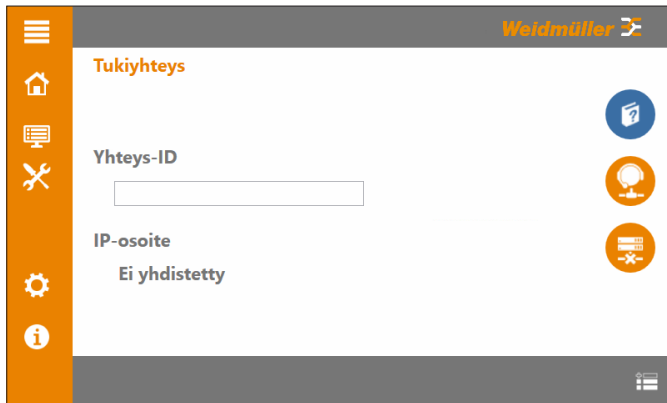 Weidmüller
Tukiyhteys
Yhteys-ID
IP-osoite
Ei yhdistetty